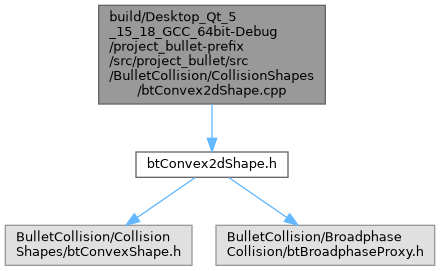 build/Desktop_Qt_5
_15_18_GCC_64bit-Debug
/project_bullet-prefix
/src/project_bullet/src
/BulletCollision/CollisionShapes
/btConvex2dShape.cpp
btConvex2dShape.h
BulletCollision/Collision
Shapes/btConvexShape.h
BulletCollision/Broadphase
Collision/btBroadphaseProxy.h